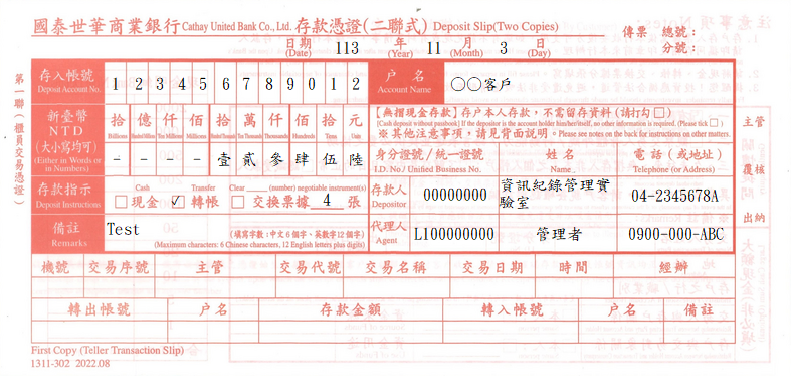 國泰世華商業銀行 Cathay United Bank Co., Ltd. 存款憑證(二聯式) Deposit Slip(Two Copies)
傳票 總號：
分號：
日期 (Date) 113 年 (Year) 11 月 (Month) 3 日 (Day)
第一聯(櫃員交易憑證)
存入帳號 Deposit Account No. 1 2 3 4 5 6 7 8 9 0 1 2
戶名 Account Name ○○客戶
新臺幣
NTD
(大小寫均可)
(Either in Words or in Numbers)
拾 億 仟 佰 拾 萬 仟 佰 拾 元
Billions Hundred Millions Ten Millions Millions Hundred Thousands Ten Thousands Thousands Hundreds Tens Units
- - - - 壹 貳 參 肆 伍 陸
【無摺現金存款】存戶本人存款，不需留存資料(請打勾□)
[Cash deposit without passbook] If the depositor is the account holder him/herself, no other information is required. (Please tick □)
※其他注意事項，請見背面說明。Please see notes on the back for instructions on other matters.
身分證號/統一證號 I.D. No./ Unified Business No.
姓名 Name
電話(或地址) Telephone (or Address)
存款指示 Deposit Instructions
Cash □現金
Transfer ✓轉帳
Clear ___ (number) negotiable instrument(s)
□交換票據 4 張
存款人 Depositor 00000000 資訊紀錄管理實驗室 04-2345678A
備註 Remarks Test
(填寫字數：中文6個字、英數字12個字)
(Maximum characters: 6 Chinese characters, 12 English letters plus digits)
代理人 Agent L100000000 管理者 0900-000-ABC
主管
覆核
出納
機號 交易序號 主管 交易代號 交易名稱 交易日期 時間 經辦
轉出帳號 戶名 存款金額 轉入帳號 戶名 備註
First Copy (Teller Transaction Slip)
1311-302 2022.08